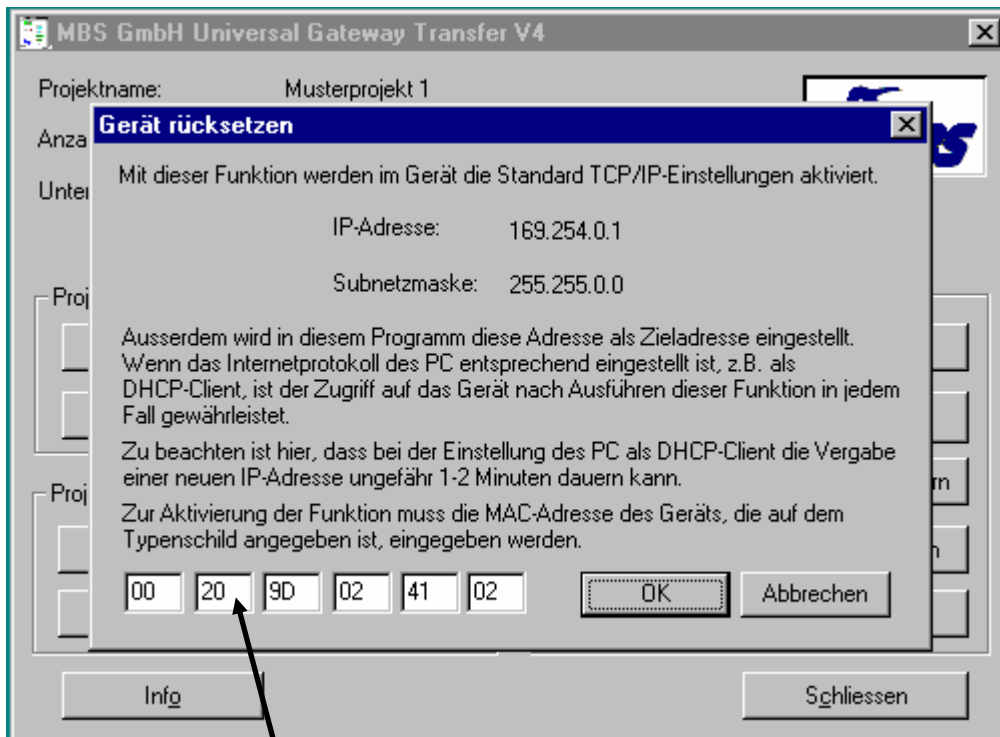 MBS GmbH Universal Gateway Transfer V4
Projektname: Musterprojekt 1
Anza
Unter
Gerät rücksetzen
Mit dieser Funktion werden im Gerät die Standard TCP/IP-Einstellungen aktiviert.
IP-Adresse: 169.254.0.1
Subnetzmaske: 255.255.0.0
Proj
Ausserdem wird in diesem Programm diese Adresse als Zieladresse eingestellt.
Wenn das Internetprotokoll des PC entsprechend eingestellt ist, z.B. als
DHCP-Client, ist der Zugriff auf das Gerät nach Ausführen dieser Funktion in jedem
Fall gewährleistet.
Zu beachten ist hier, dass bei der Einstellung des PC als DHCP-Client die Vergabe
einer neuen IP-Adresse ungefähr 1-2 Minuten dauern kann.
Proj
Zur Aktivierung der Funktion muss die MAC-Adresse des Geräts, die auf dem
Typenschild angegeben ist, eingegeben werden.
00 20 9D 02 41 02 OK Abbrechen
Info Schliessen